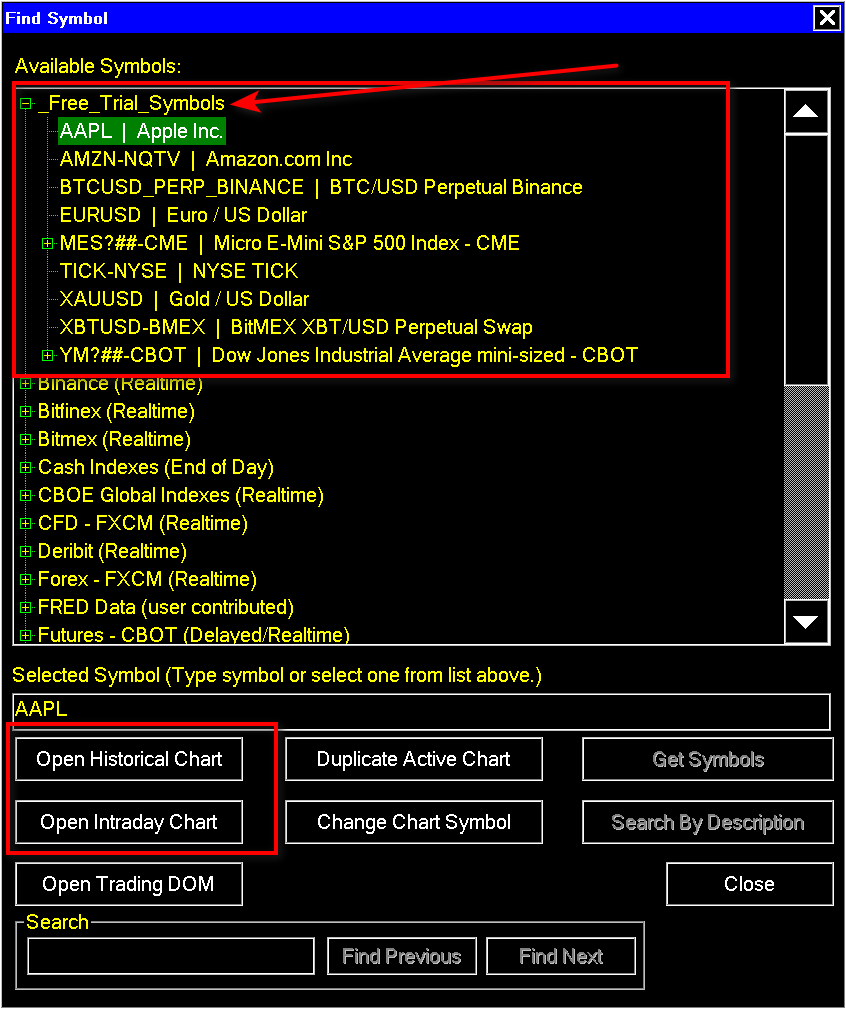 Find Symbol
Available Symbols:
_Free_Trial_Symbols
AAPL | Apple Inc.
AMZN-NQTV | Amazon.com Inc
BTCUSD_PERP_BINANCE | BTC/USD Perpetual Binance
EURUSD | Euro / US Dollar
MES?##-CME | Micro E-Mini S&P 500 Index - CME
TICK-NYSE | NYSE TICK
XAUUSD | Gold / US Dollar
XBTUSD-BMEX | BitMEX XBT/USD Perpetual Swap
YM?##-CBOT | Dow Jones Industrial Average mini-sized - CBOT
Binance (Realtime)
Bitfinex (Realtime)
Bitmex (Realtime)
Cash Indexes (End of Day)
CBOE Global Indexes (Realtime)
CFD - FXCM (Realtime)
Deribit (Realtime)
Forex - FXCM (Realtime)
FRED Data (user contributed)
Futures - CBOT (Delayed/Realtime)
Selected Symbol (Type symbol or select one from list above.)
AAPL
Open Historical Chart Duplicate Active Chart Get Symbols
Open Intraday Chart Change Chart Symbol Search By Description
Open Trading DOM Close
Search
Find Previous Find Next